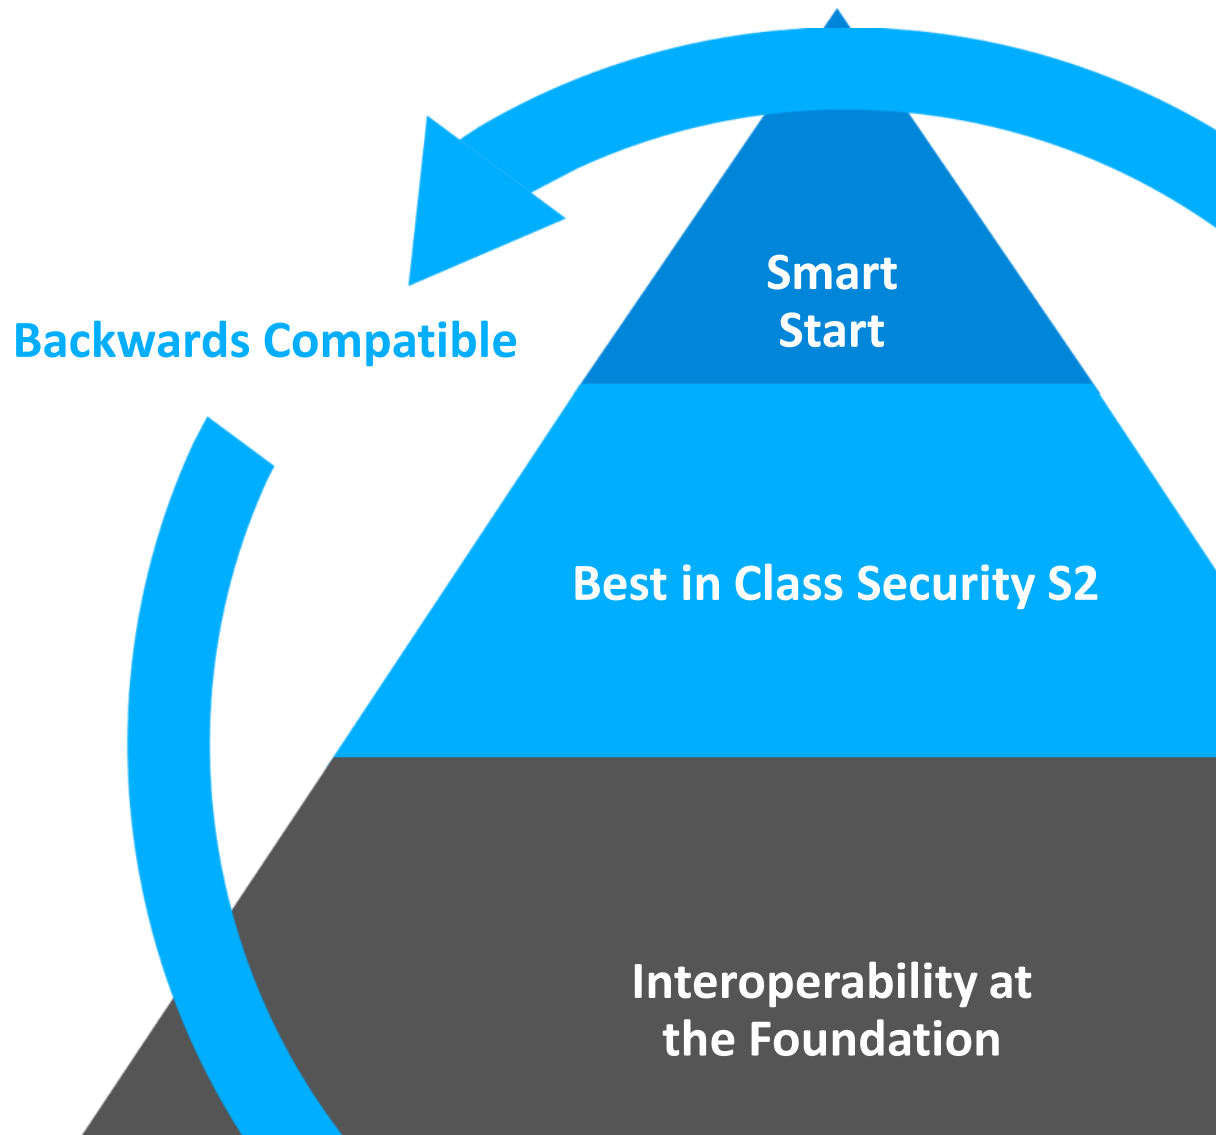 Smart
Start
Backwards Compatible
Best in Class Security S2
Interoperability at
the Foundation